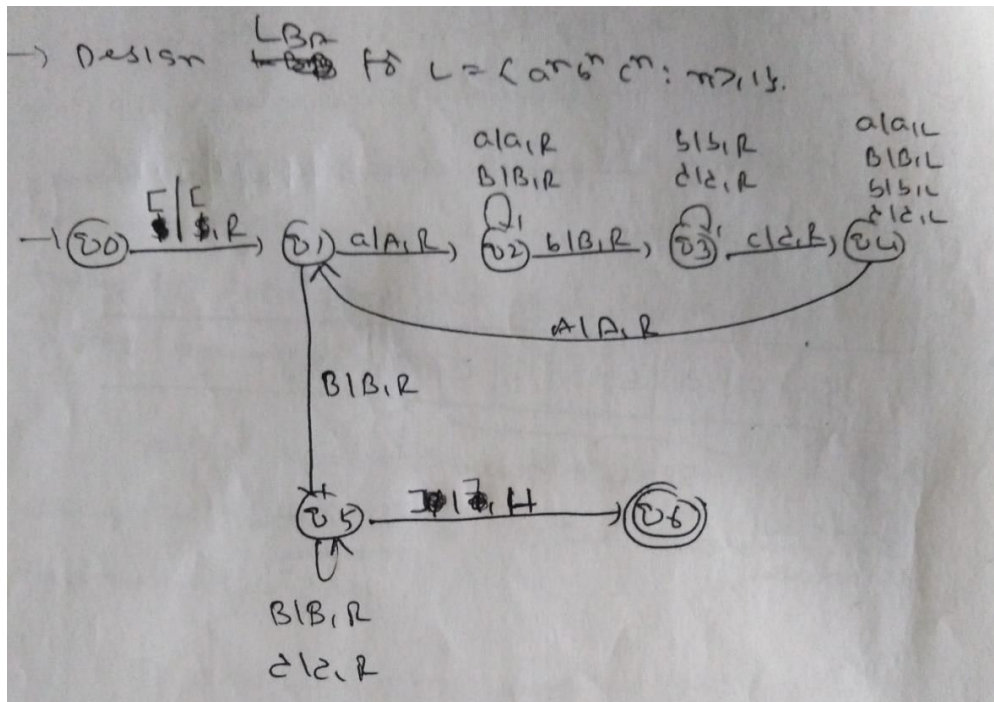 → Design LBA for L = {aⁿbⁿcⁿ : n≥1}.
a/a,R b/b,R a/a,L
B/B,R c/c,R B/B,L
b/b,L
c/c,L
→ q0 [/[,R q1 a/A,R q2 b/B,R q3 c/c,R q4
A/A,R
B/B,R
q5 ]/],H q6
B/B,R
c/c,R